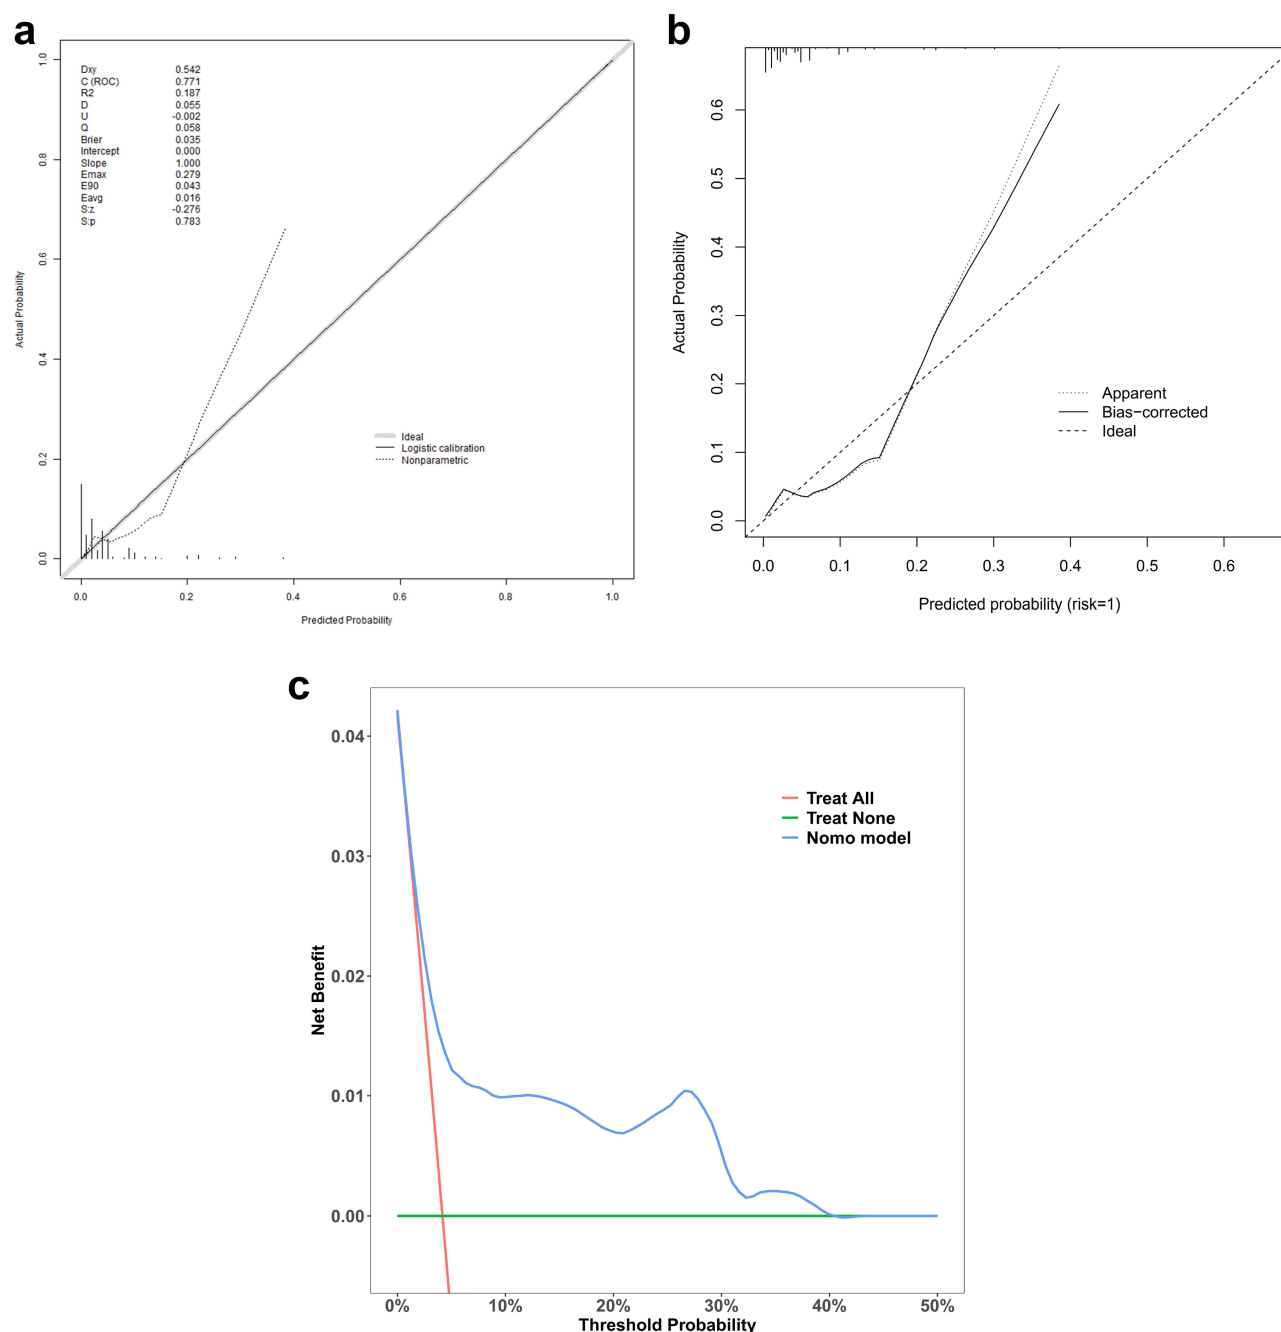 a
Dxy 0.542
C (ROC) 0.771
R2 0.187
D 0.055
U -0.002
Q 0.058
Brier 0.035
Intercept 0.000
Slope 1.000
Emax 0.279
E90 0.043
Eavg 0.016
S:z -0.276
S:p 0.783
1.0
0.8
0.6
0.4
0.2
0.0
Actual Probability
Ideal
Logistic calibration
Nonparametric
0.0 0.2 0.4 0.6 0.8 1.0
Predicted Probability
b
0.6
0.5
0.4
0.3
0.2
0.1
0.0
Actual Probability
Apparent
Bias−corrected
Ideal
0.0 0.1 0.2 0.3 0.4 0.5 0.6
Predicted probability (risk=1)
c
0.04
0.03
0.02
0.01
0.00
Net Benefit
Treat All
Treat None
Nomo model
0% 10% 20% 30% 40% 50%
Threshold Probability